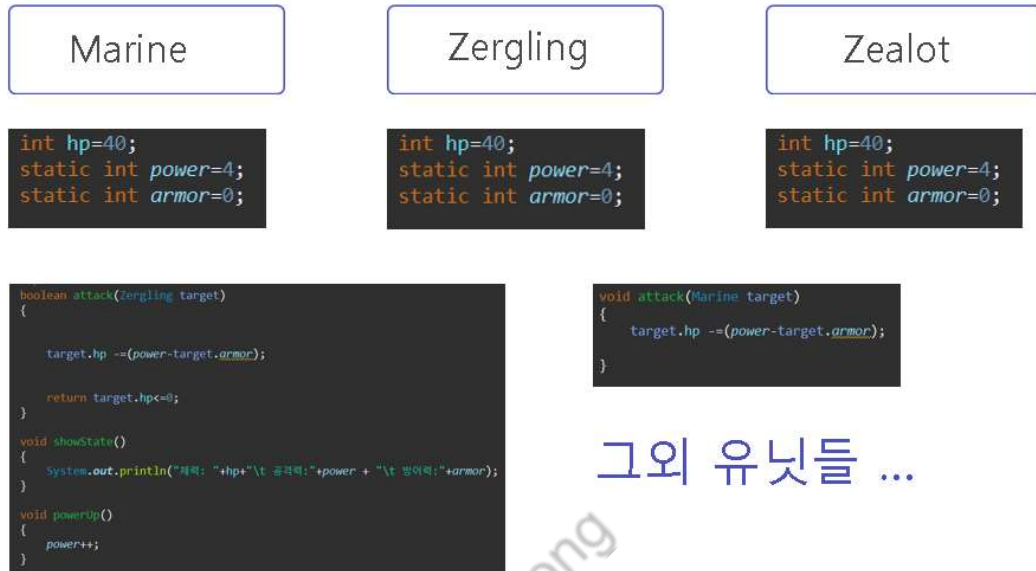 Marine
Zergling
Zealot
int hp=40;
static int power=4;
static int armor=0;
int hp=40;
static int power=4;
static int armor=0;
int hp=40;
static int power=4;
static int armor=0;
boolean attack(Zergling target)
{
target.hp -=(power-target.armor);
return target.hp<=0;
}
void showState()
{
System.out.println("체력: "+hp+"\t 공격력:"+power + "\t 방어력:"+armor);
}
void powerUp()
{
power++;
}
void attack(Marine target)
{
target.hp -=(power-target.armor);
}
그외 유닛들 ...